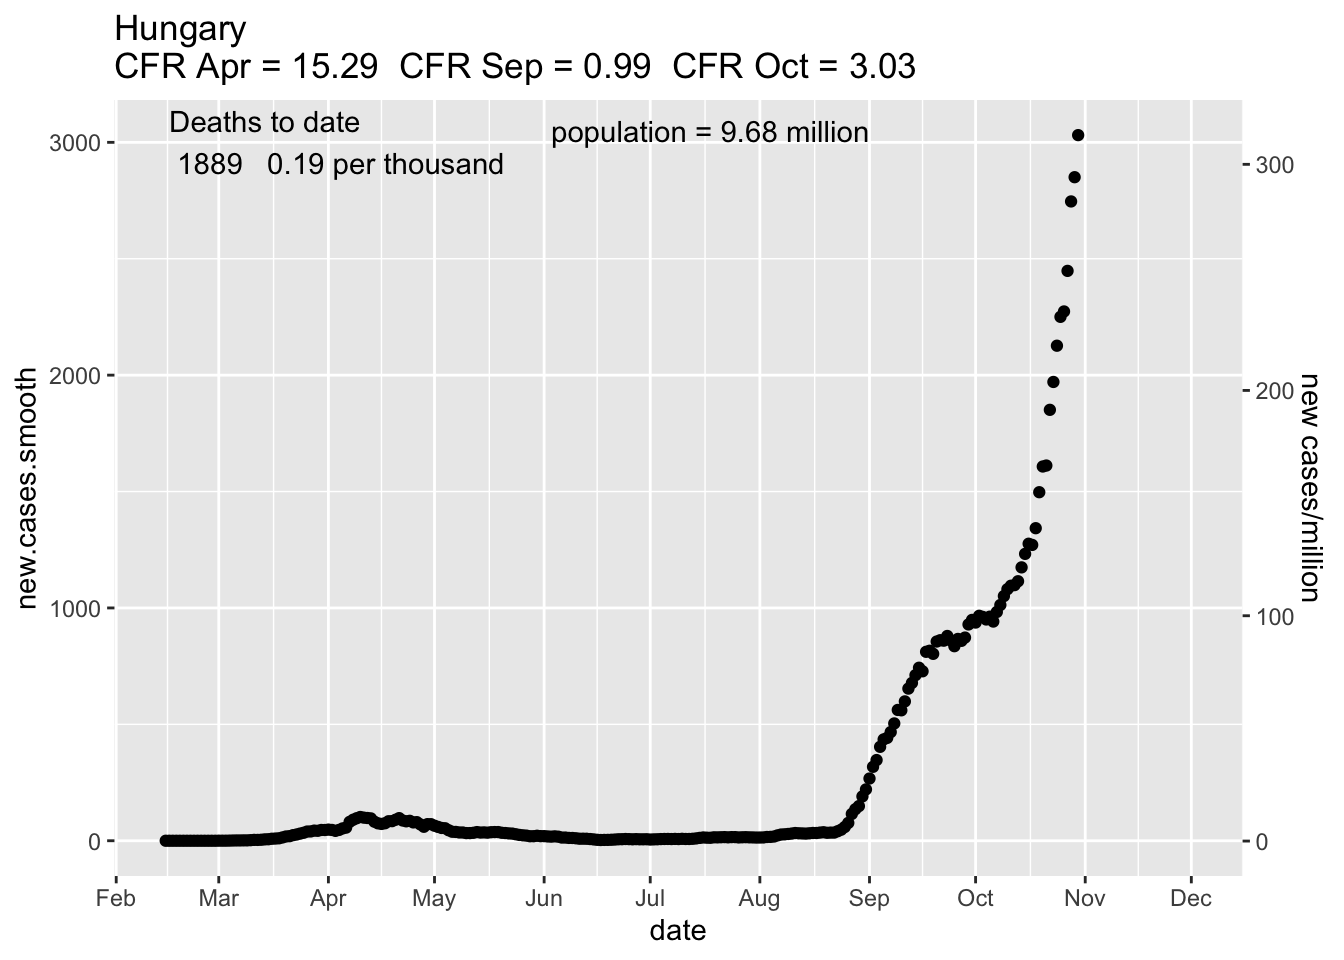 Hungary
CFR Apr = 15.29  CFR Sep = 0.99  CFR Oct = 3.03
Deaths to date
1889   0.19 per thousand
population = 9.68 million
3000
2000
1000
0
new.cases.smooth
300
200
100
0
new cases/million
Feb Mar Apr May Jun Jul Aug Sep Oct Nov Dec
date